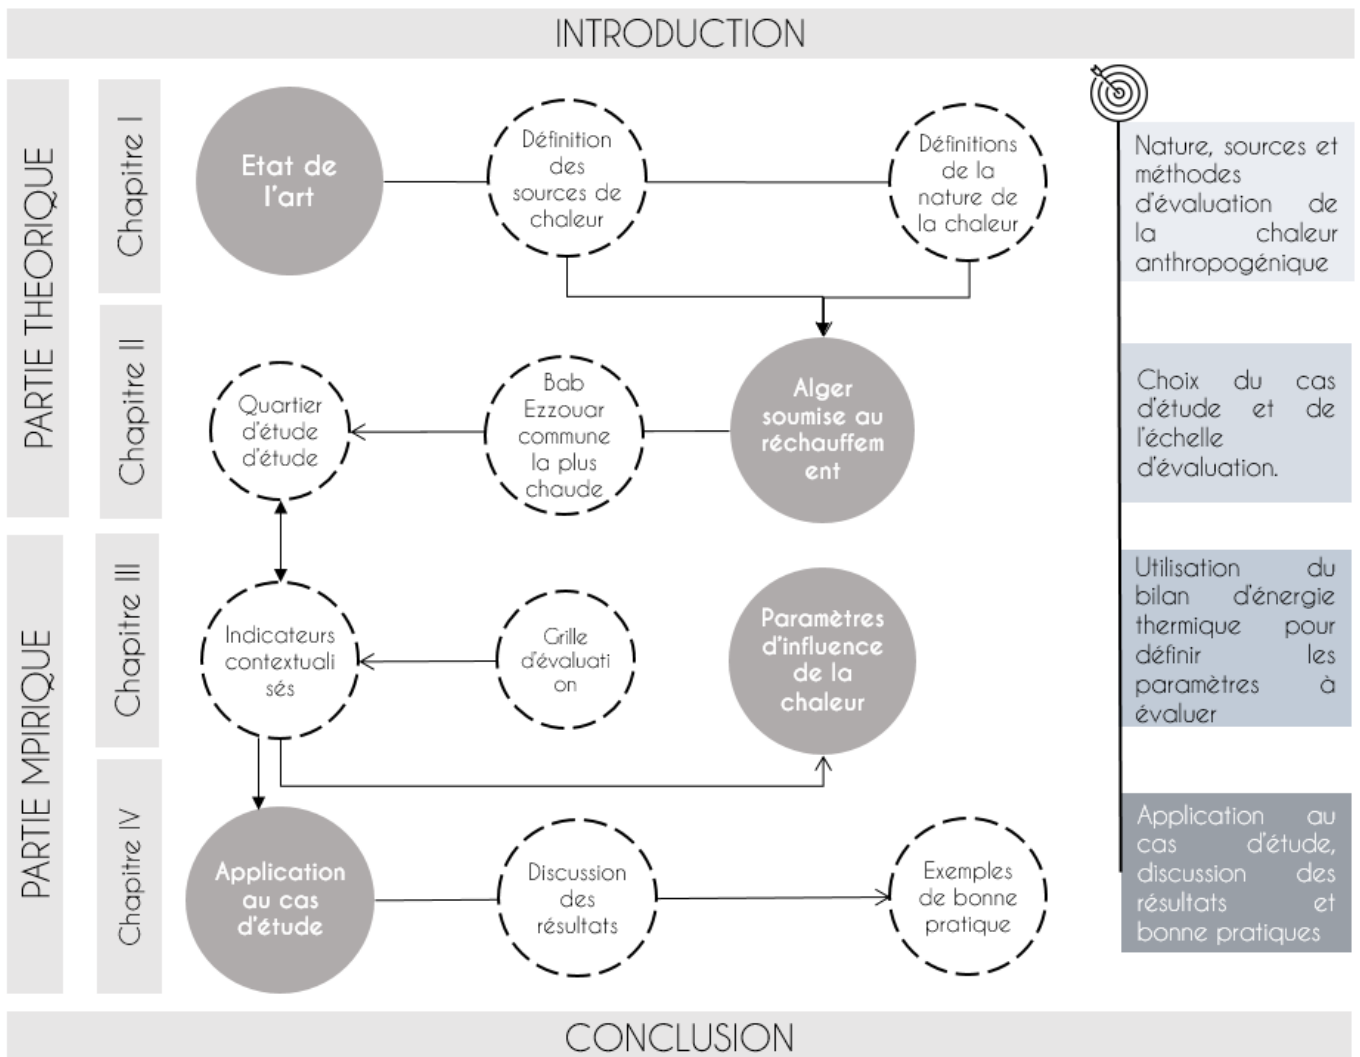 INTRODUCTION
PARTIE THEORIQUE
Chapitre I
Etat de
l'art
Définition
des
sources de
chaleur
Définitions
de la
nature de
la chaleur
Nature, sources et
méthodes
d'évaluation de
la chaleur
anthropogénique
Chapitre II
Quartier
d'étude
d'étude
Bab
Ezzouar
commune
la plus
chaude
Alger
soumise au
réchauffem
ent
Choix du cas
d'étude et de
l'échelle
d'évaluation.
PARTIE MPIRIQUE
Chapitre III
Indicateurs
contextuali
sés
Grille
d'évaluati
on
Paramètres
d'influence
de la
chaleur
Utilisation du
bilan d'énergie
thermique pour
définir les
paramètres à
évaluer
Chapitre IV
Application
au cas
d'étude
Discussion
des
résultats
Exemples
de bonne
pratique
Application au
cas d'étude,
discussion des
résultats et
bonne pratiques
CONCLUSION